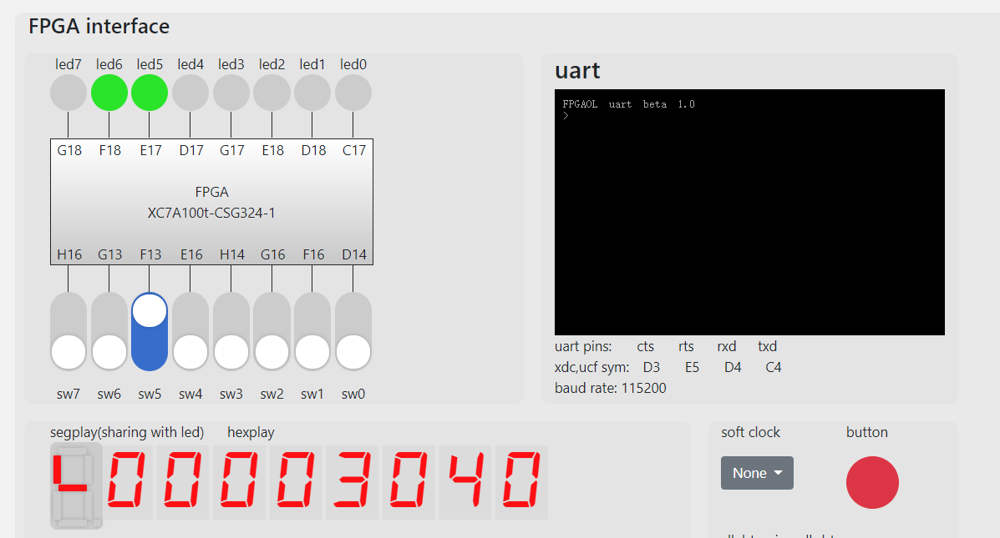 FPGA interface
led7 led6 led5 led4 led3 led2 led1 led0
G18 F18 E17 D17 G17 E18 D18 C17
FPGA
XC7A100t-CSG324-1
H16 G13 F13 E16 H14 G16 F16 D14
sw7 sw6 sw5 sw4 sw3 sw2 sw1 sw0
uart
FPGAOL uart beta 1.0
>
uart pins: cts rts rxd txd
xdc,ucf sym: D3 E5 D4 C4
baud rate: 115200
segplay(sharing with led) hexplay
00003040
soft clock button
None